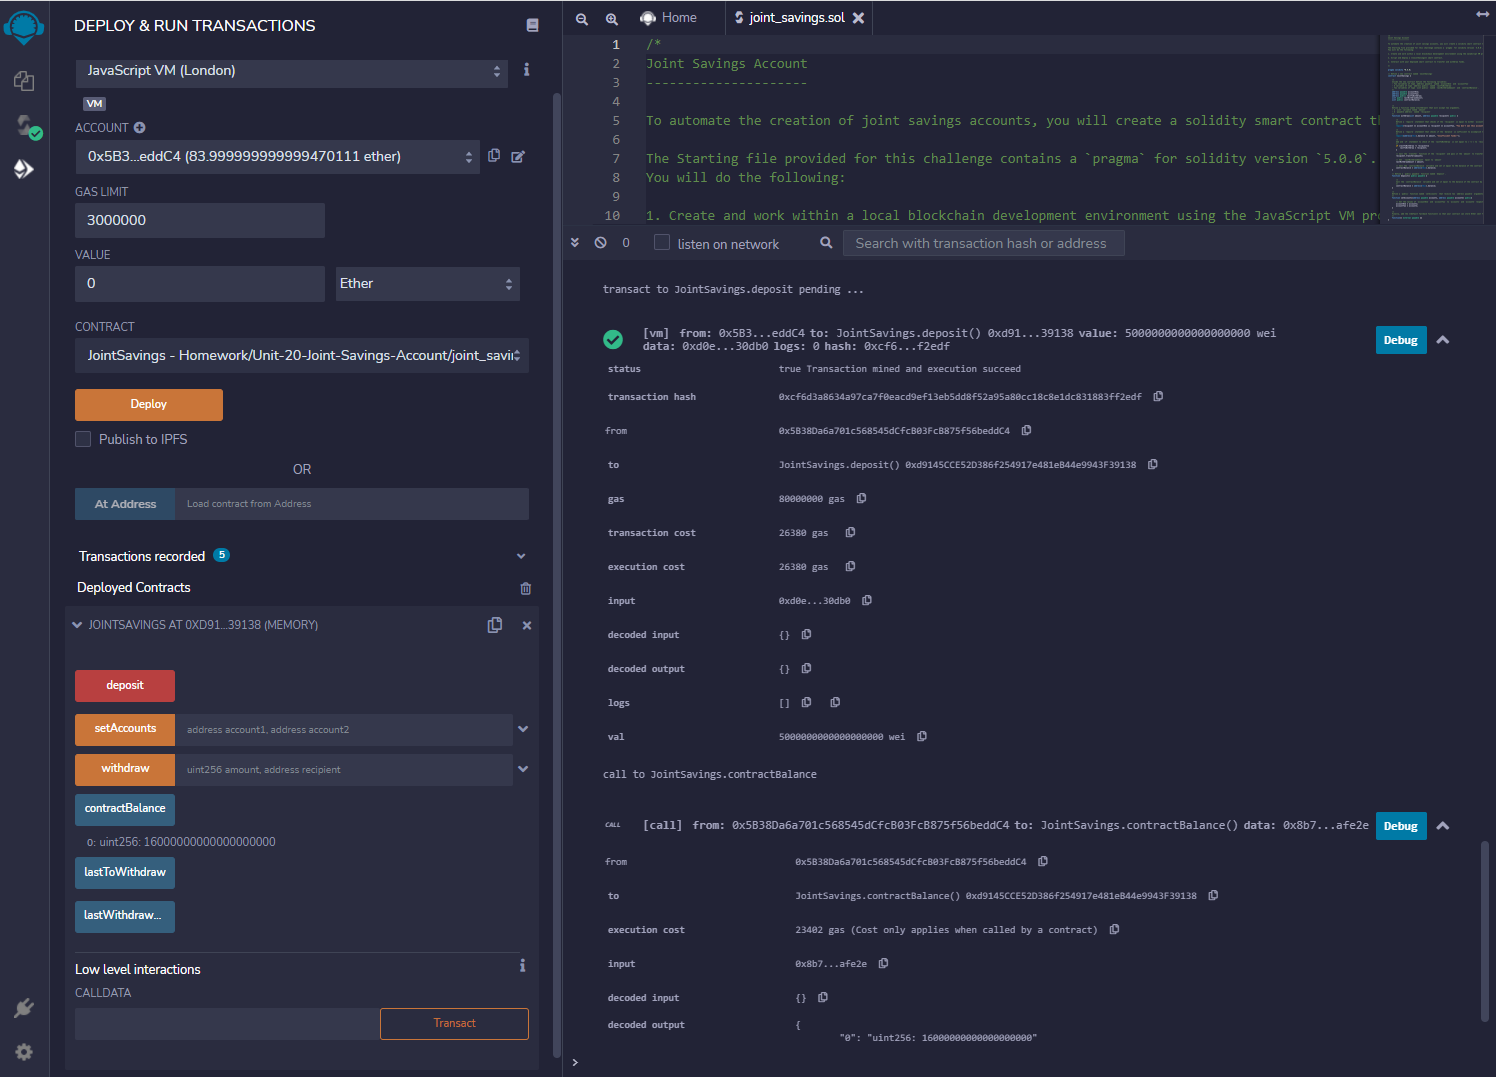 DEPLOY & RUN TRANSACTIONS
JavaScript VM (London)
VM
ACCOUNT
0x5B3...eddC4 (83.999999999999470111 ether)
GAS LIMIT
3000000
VALUE
0
Ether
CONTRACT
JointSavings - Homework/Unit-20-Joint-Savings-Account/joint_savin
Deploy
Publish to IPFS
OR
At Address
Load contract from Address
Transactions recorded 5
Deployed Contracts
JOINTSAVINGS AT 0XD91...39138 (MEMORY)
deposit
setAccounts
address account1, address account2
withdraw
uint256 amount, address recipient
contractBalance
0: uint256: 16000000000000000000
lastToWithdraw
lastWithdraw...
Low level interactions
CALLDATA
Transact
Home
joint_savings.sol
1 /*
2 Joint Savings Account
3 ---------------------
4
5 To automate the creation of joint savings accounts, you will create a solidity smart contract th
6
7 The Starting file provided for this challenge contains a `pragma` for solidity version `5.0.0`.
8 You will do the following:
9
10 1. Create and work within a local blockchain development environment using the JavaScript VM pro
0
listen on network
Search with transaction hash or address
transact to JointSavings.deposit pending ...
[vm] from: 0x5B3...eddC4 to: JointSavings.deposit() 0xd91...39138 value: 5000000000000000000 wei
data: 0xd0e...30db0 logs: 0 hash: 0xcf6...f2edf
Debug
status true Transaction mined and execution succeed
transaction hash 0xcf6d3a8634a97ca7f0eacd9ef13eb5dd8f52a95a80cc18c8e1dc831883ff2edf
from 0x5B38Da6a701c568545dCfcB03FcB875f56beddC4
to JointSavings.deposit() 0xd9145CCE52D386f254917e481eB44e9943F39138
gas 80000000 gas
transaction cost 26380 gas
execution cost 26380 gas
input 0xd0e...30db0
decoded input {}
decoded output {}
logs []
val 5000000000000000000 wei
call to JointSavings.contractBalance
CALL
[call] from: 0x5B38Da6a701c568545dCfcB03FcB875f56beddC4 to: JointSavings.contractBalance() data: 0x8b7...afe2e
Debug
from 0x5B38Da6a701c568545dCfcB03FcB875f56beddC4
to JointSavings.contractBalance() 0xd9145CCE52D386f254917e481eB44e9943F39138
execution cost 23402 gas (Cost only applies when called by a contract)
input 0x8b7...afe2e
decoded input {}
decoded output {
"0": "uint256: 16000000000000000000"
>